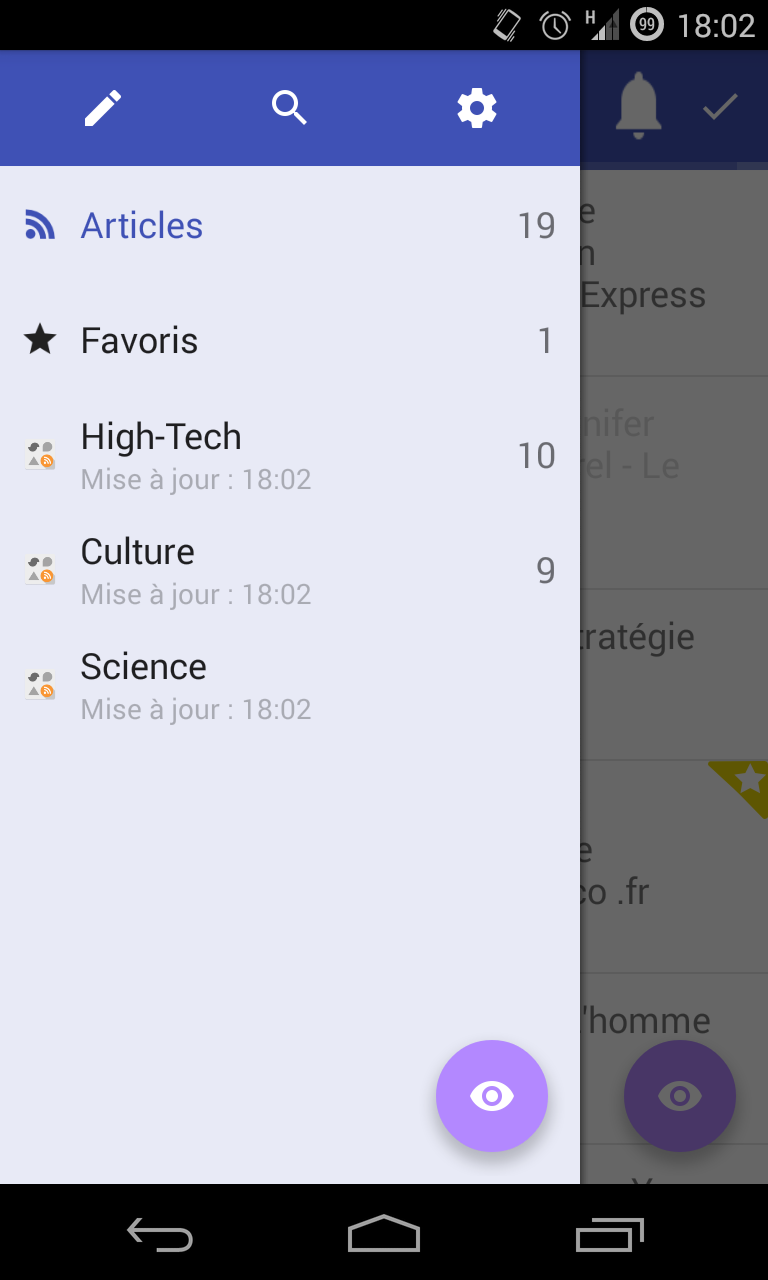 H 99 18:02
Articles 19
Favoris 1
High-Tech 10
Mise à jour : 18:02
Culture 9
Mise à jour : 18:02
Science
Mise à jour : 18:02
e
n
Express
nifer
rel - Le
tratégie
e
co .fr
'homme